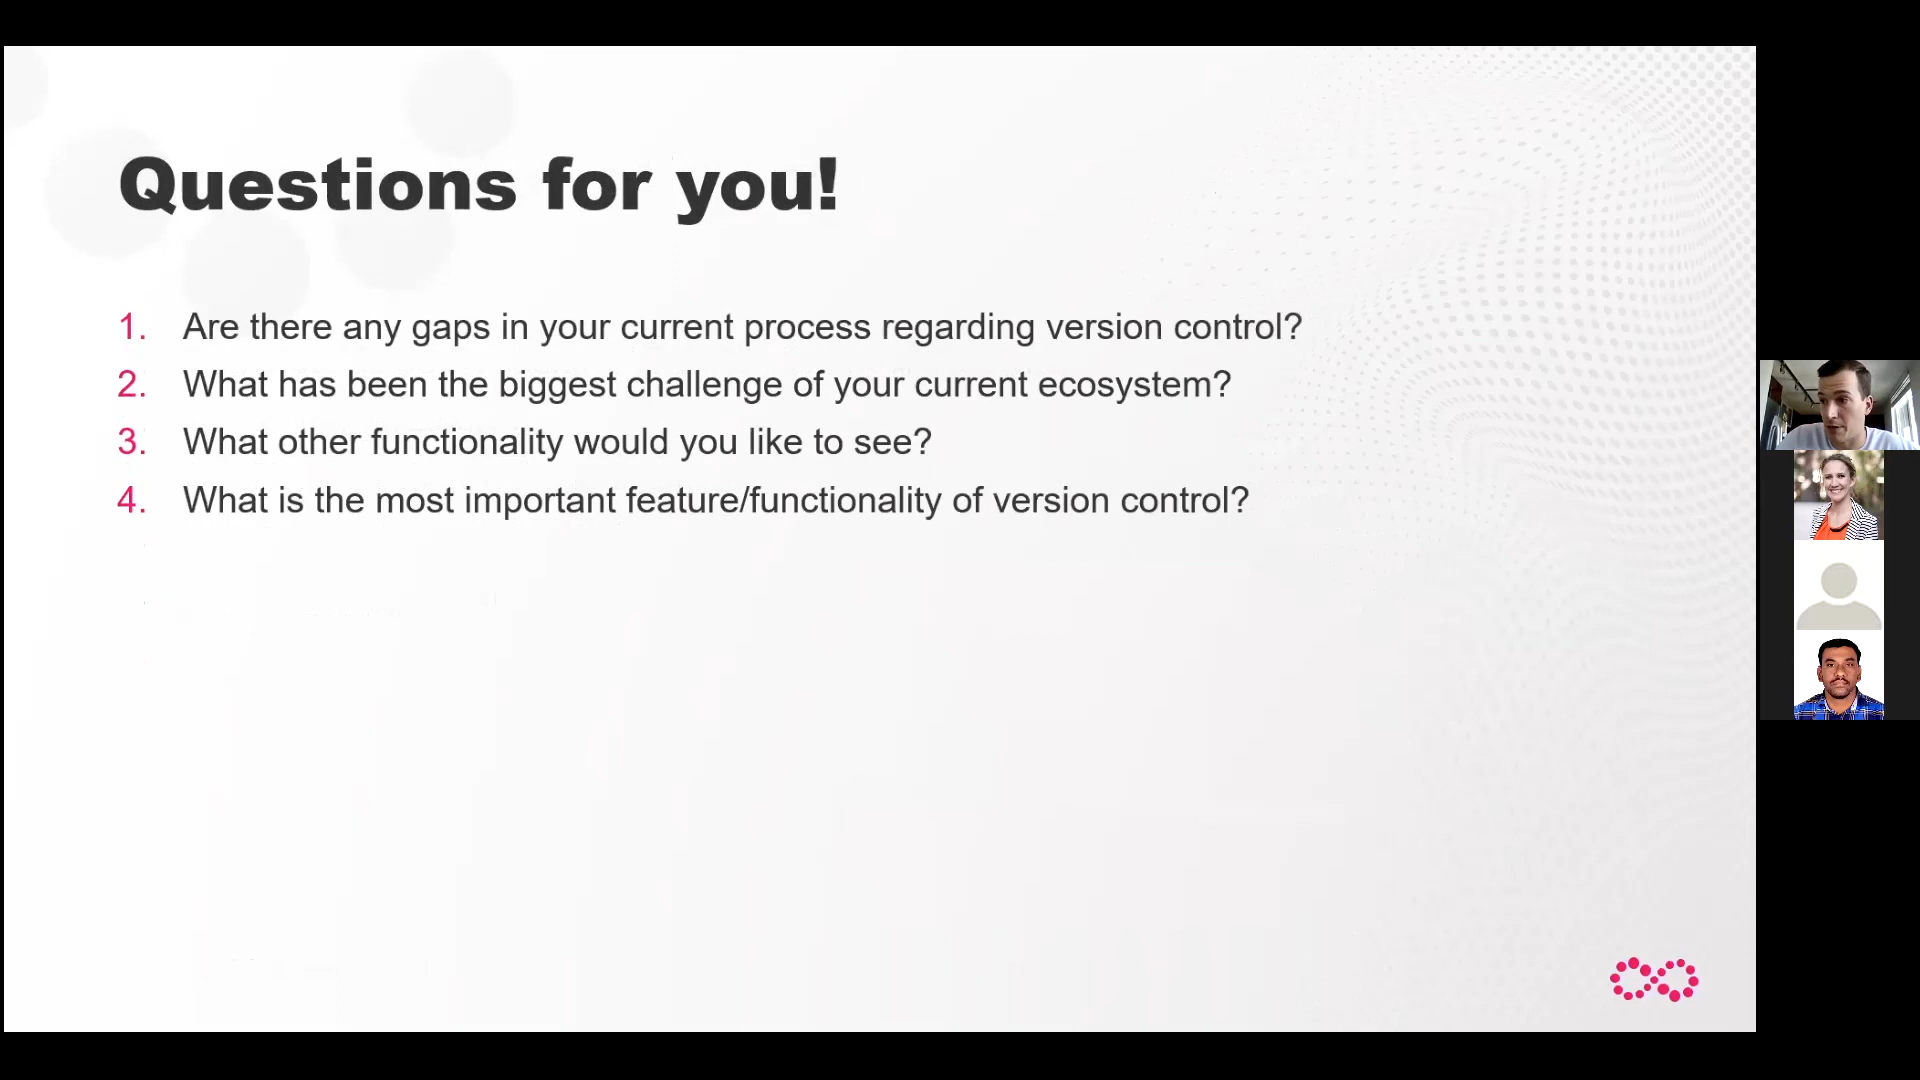 Questions for you!
1. Are there any gaps in your current process regarding version control?
2. What has been the biggest challenge of your current ecosystem?
3. What other functionality would you like to see?
4. What is the most important feature/functionality of version control?